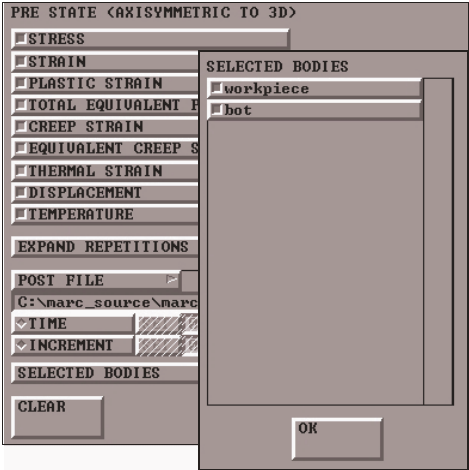 PRE STATE (AXISYMMETRIC TO 3D)
STRESS
STRAIN
PLASTIC STRAIN
TOTAL EQUIVALENT P
CREEP STRAIN
EQUIVALENT CREEP S
THERMAL STRAIN
DISPLACEMENT
TEMPERATURE
EXPAND REPETITIONS
POST FILE
C:\marc_source\marc
TIME
INCREMENT
SELECTED BODIES
CLEAR
SELECTED BODIES
workpiece
bot
OK